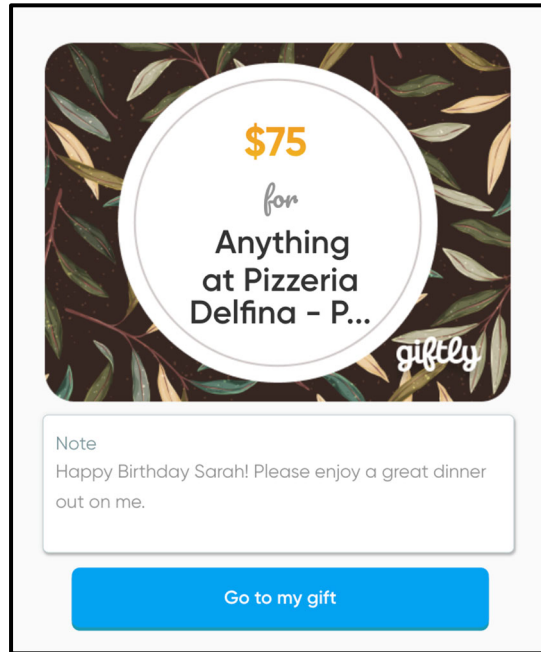 $75
for
Anything
at Pizzeria
Delfina - P...
giftly
Note
Happy Birthday Sarah! Please enjoy a great dinner
out on me.
Go to my gift